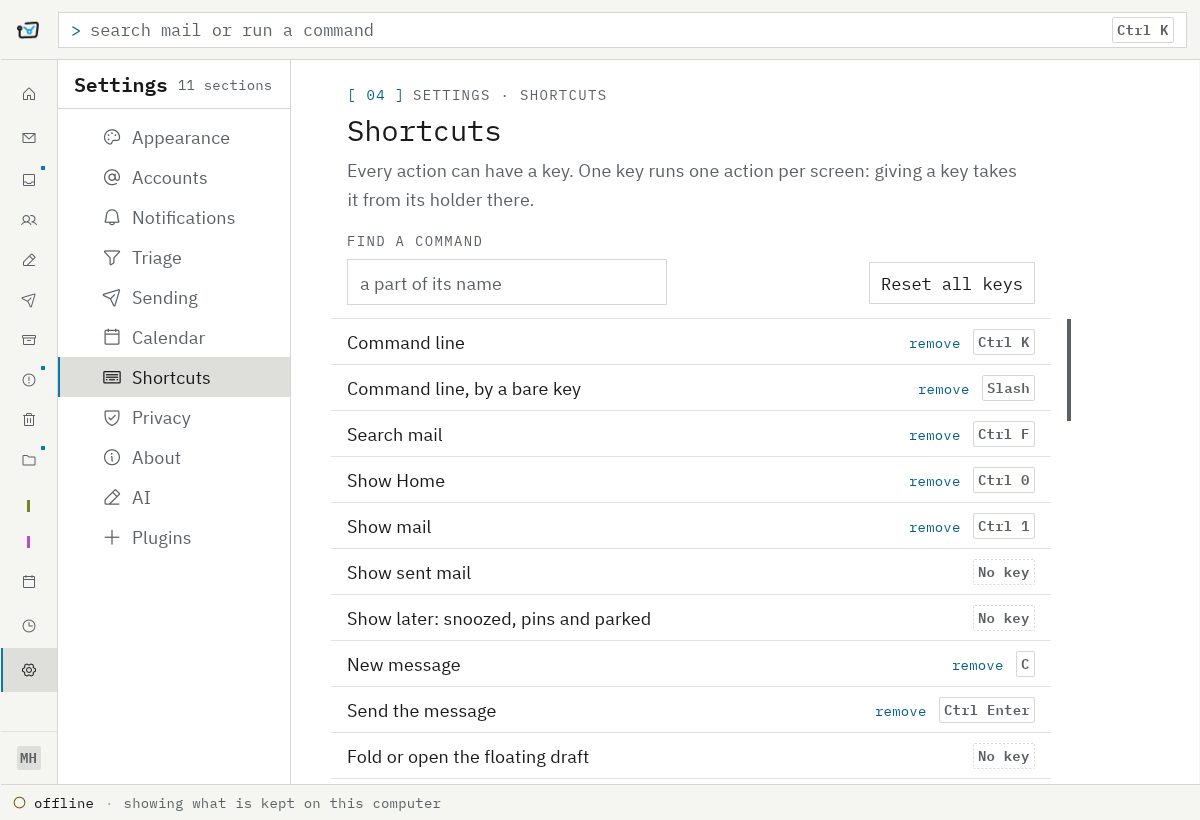 > search mail or run a command Ctrl K
Settings 11 sections
Appearance
Accounts
Notifications
Triage
Sending
Calendar
Shortcuts
Privacy
About
AI
Plugins
MH
[ 04 ] SETTINGS · SHORTCUTS
Shortcuts
Every action can have a key. One key runs one action per screen: giving a key takes
it from its holder there.
FIND A COMMAND
a part of its name
Reset all keys
Command line remove Ctrl K
Command line, by a bare key remove Slash
Search mail remove Ctrl F
Show Home remove Ctrl 0
Show mail remove Ctrl 1
Show sent mail No key
Show later: snoozed, pins and parked No key
New message remove C
Send the message remove Ctrl Enter
Fold or open the floating draft No key
offline · showing what is kept on this computer